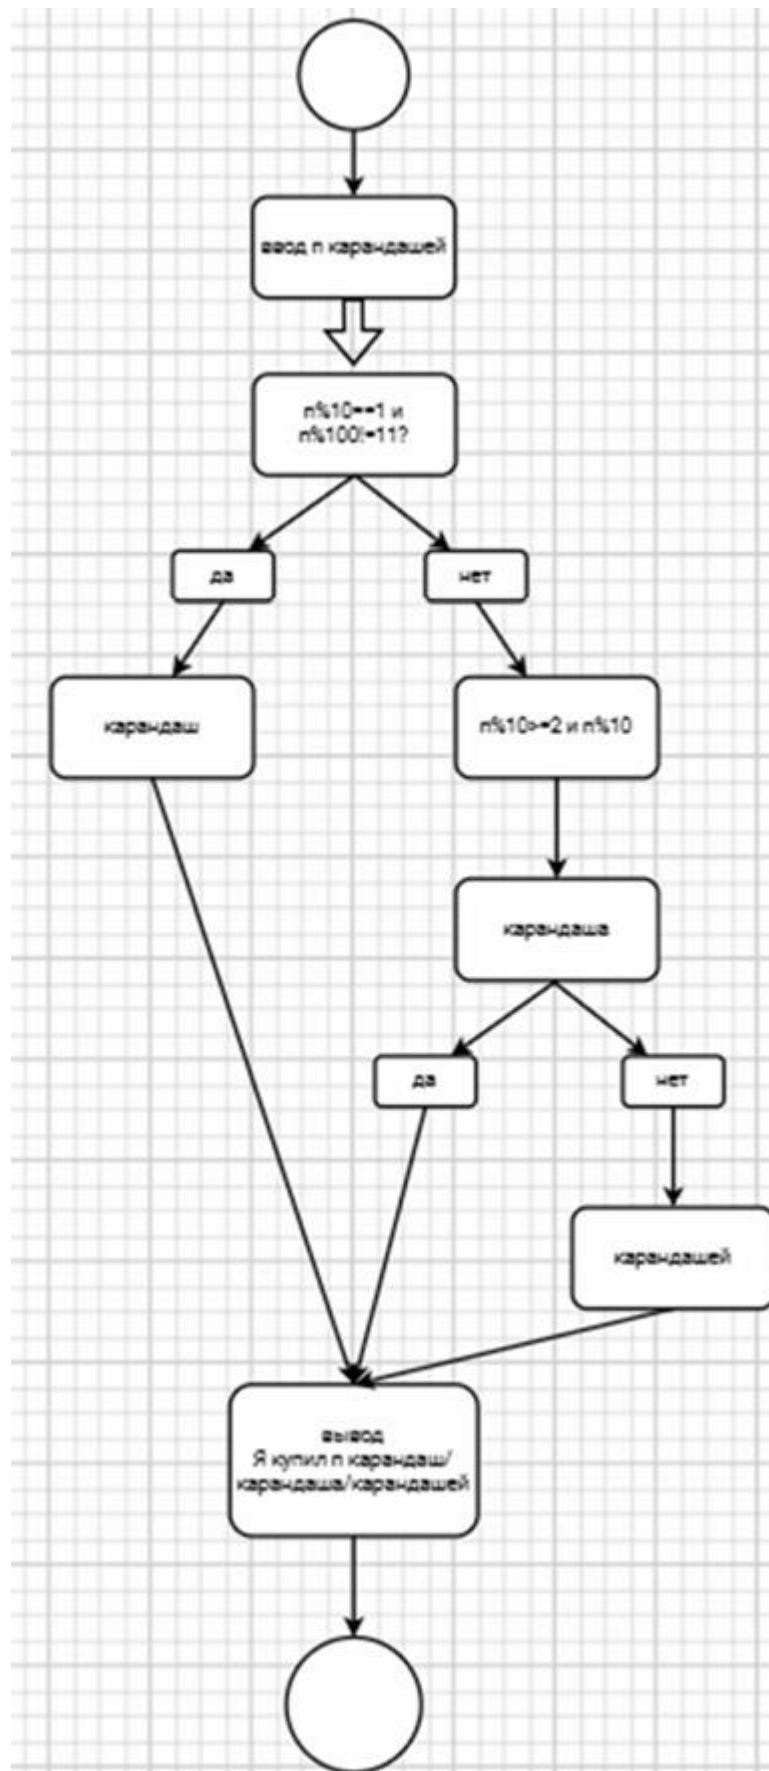 ввод n карандашей
n%10==1 и
n%100!=11?
да
нет
карандаш
n%10>=2 и n%10
карандаша
да
нет
карандашей
вывод
Я купил n карандаш/
карандаша/карандашей